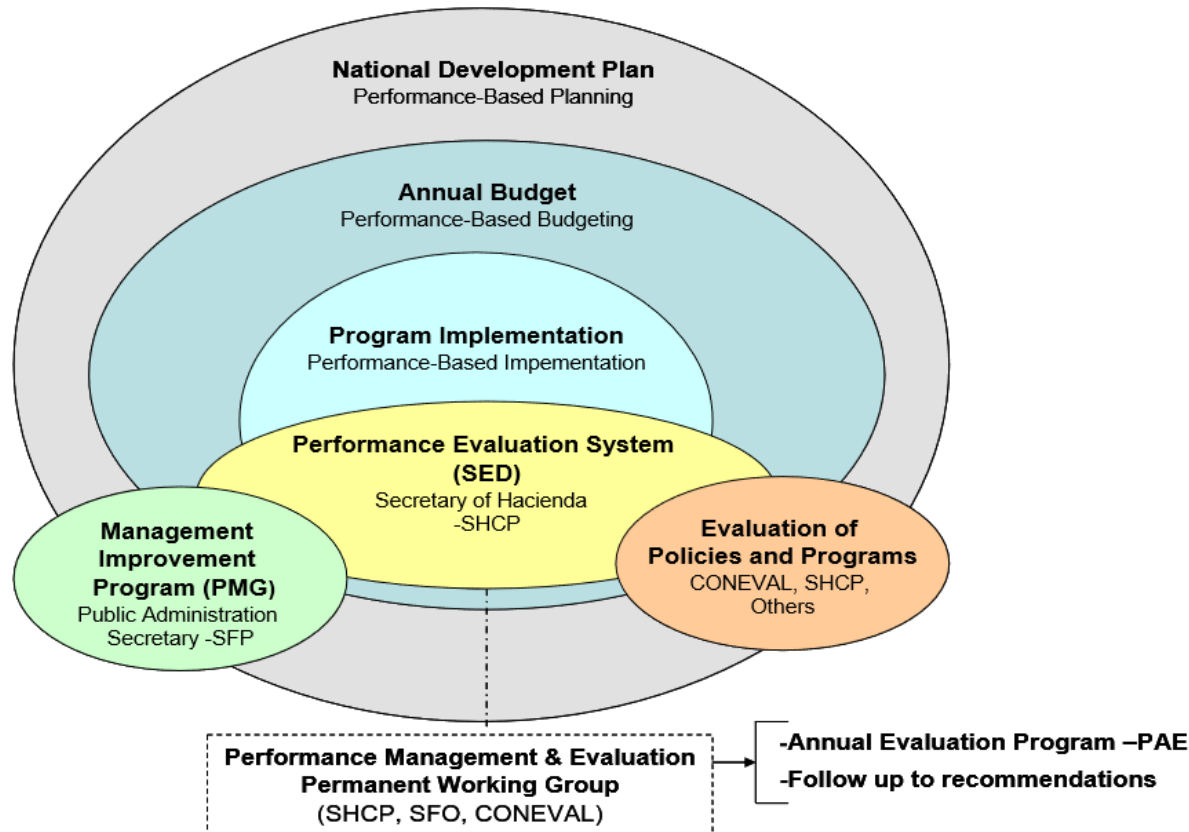 National Development Plan
Performance-Based Planning
Annual Budget
Performance-Based Budgeting
Program Implementation
Performance-Based Impementation
Performance Evaluation System
(SED)
Secretary of Hacienda
-SHCP
Management
Improvement
Program (PMG)
Public Administration
Secretary -SFP
Evaluation of
Policies and Programs
CONEVAL, SHCP,
Others
Performance Management & Evaluation
Permanent Working Group
(SHCP, SFO, CONEVAL)
-Annual Evaluation Program –PAE
-Follow up to recommendations